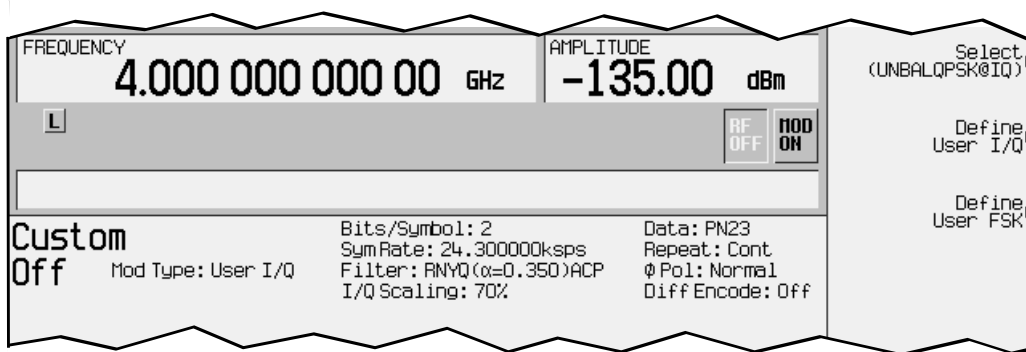 FREQUENCY
4.000 000 000 00 GHz
AMPLITUDE
-135.00 dBm
L
RF OFF
MOD ON
Custom
Off
Mod Type: User I/Q
Bits/Symbol: 2
Sym Rate: 24.300000ksps
Filter: RNYQ(α=0.350)ACP
I/Q Scaling: 70%
Data: PN23
Repeat: Cont
Φ Pol: Normal
Diff Encode: Off
Select
(UNBALQPSK@IQ)
Define
User I/Q
Define
User FSK